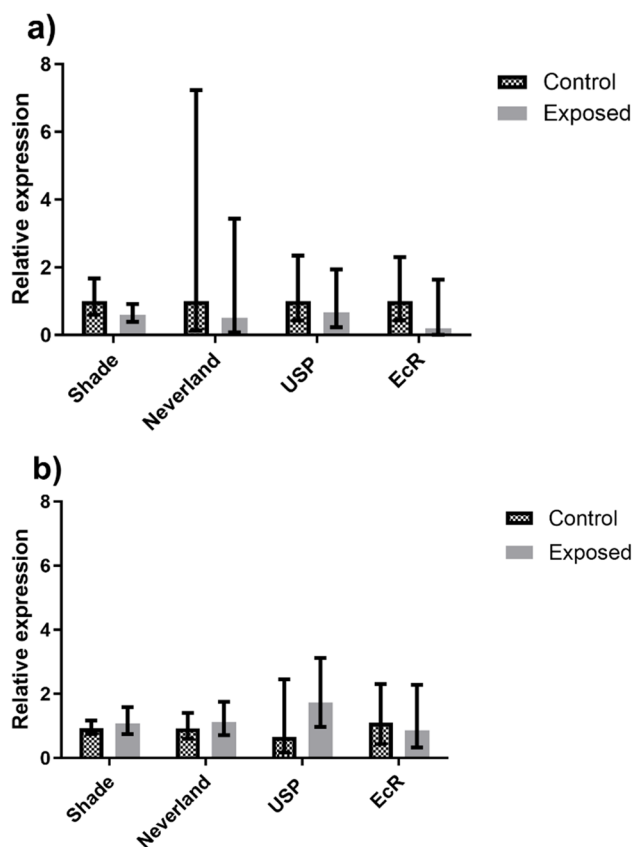 a)
Relative expression
8
6
4
2
0
Shade
Neverland
USP
EcR
Control
Exposed
b)
Relative expression
8
6
4
2
0
Shade
Neverland
USP
EcR
Control
Exposed